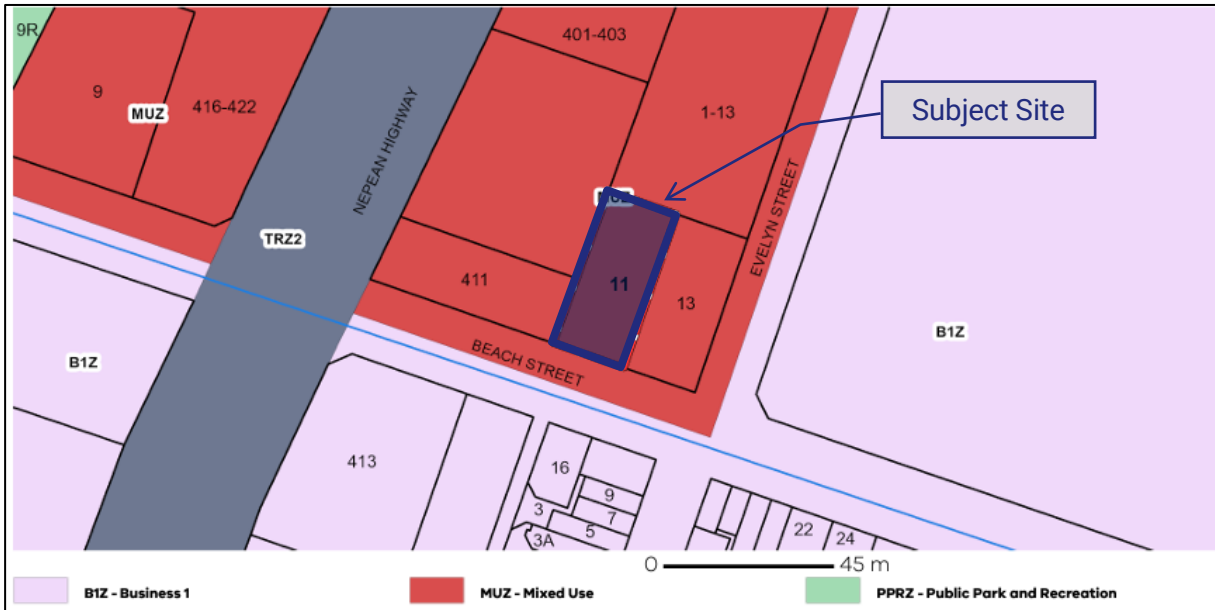 9R
401-403
9
MUZ
416-422
1-13
Subject Site
NEPEAN HIGHWAY
EVELYN STREET
TRZ2
MUZ
411
11
13
B1Z
B1Z
BEACH STREET
413
16
9
3
7
5
3A
22
24
0
45 m
B1Z - Business 1
MUZ - Mixed Use
PPRZ - Public Park and Recreation